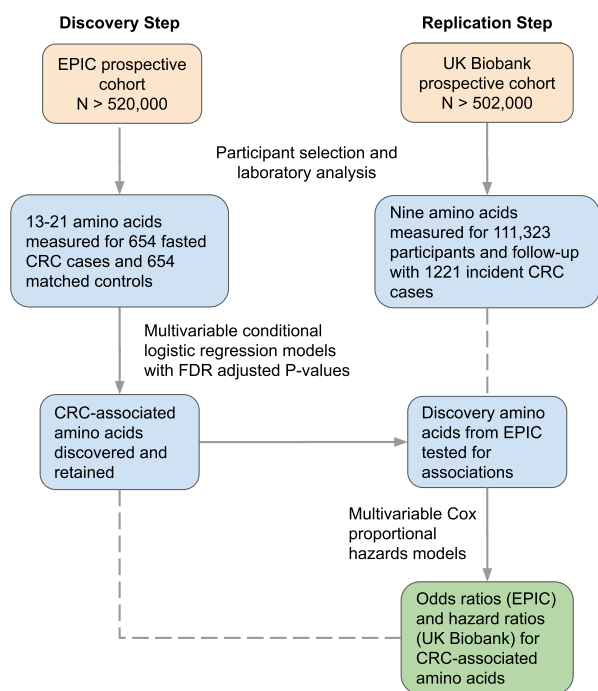 Discovery Step
Replication Step
EPIC prospective
cohort
N > 520,000
UK Biobank
prospective cohort
N > 502,000
Participant selection and
laboratory analysis
13-21 amino acids
measured for 654 fasted
CRC cases and 654
matched controls
Nine amino acids
measured for 111,323
participants and follow-up
with 1221 incident CRC
cases
Multivariable conditional
logistic regression models
with FDR adjusted P-values
CRC-associated
amino acids
discovered and
retained
Discovery amino
acids from EPIC
tested for
associations
Multivariable Cox
proportional
hazards models
Odds ratios (EPIC)
and hazard ratios
(UK Biobank) for
CRC-associated
amino acids